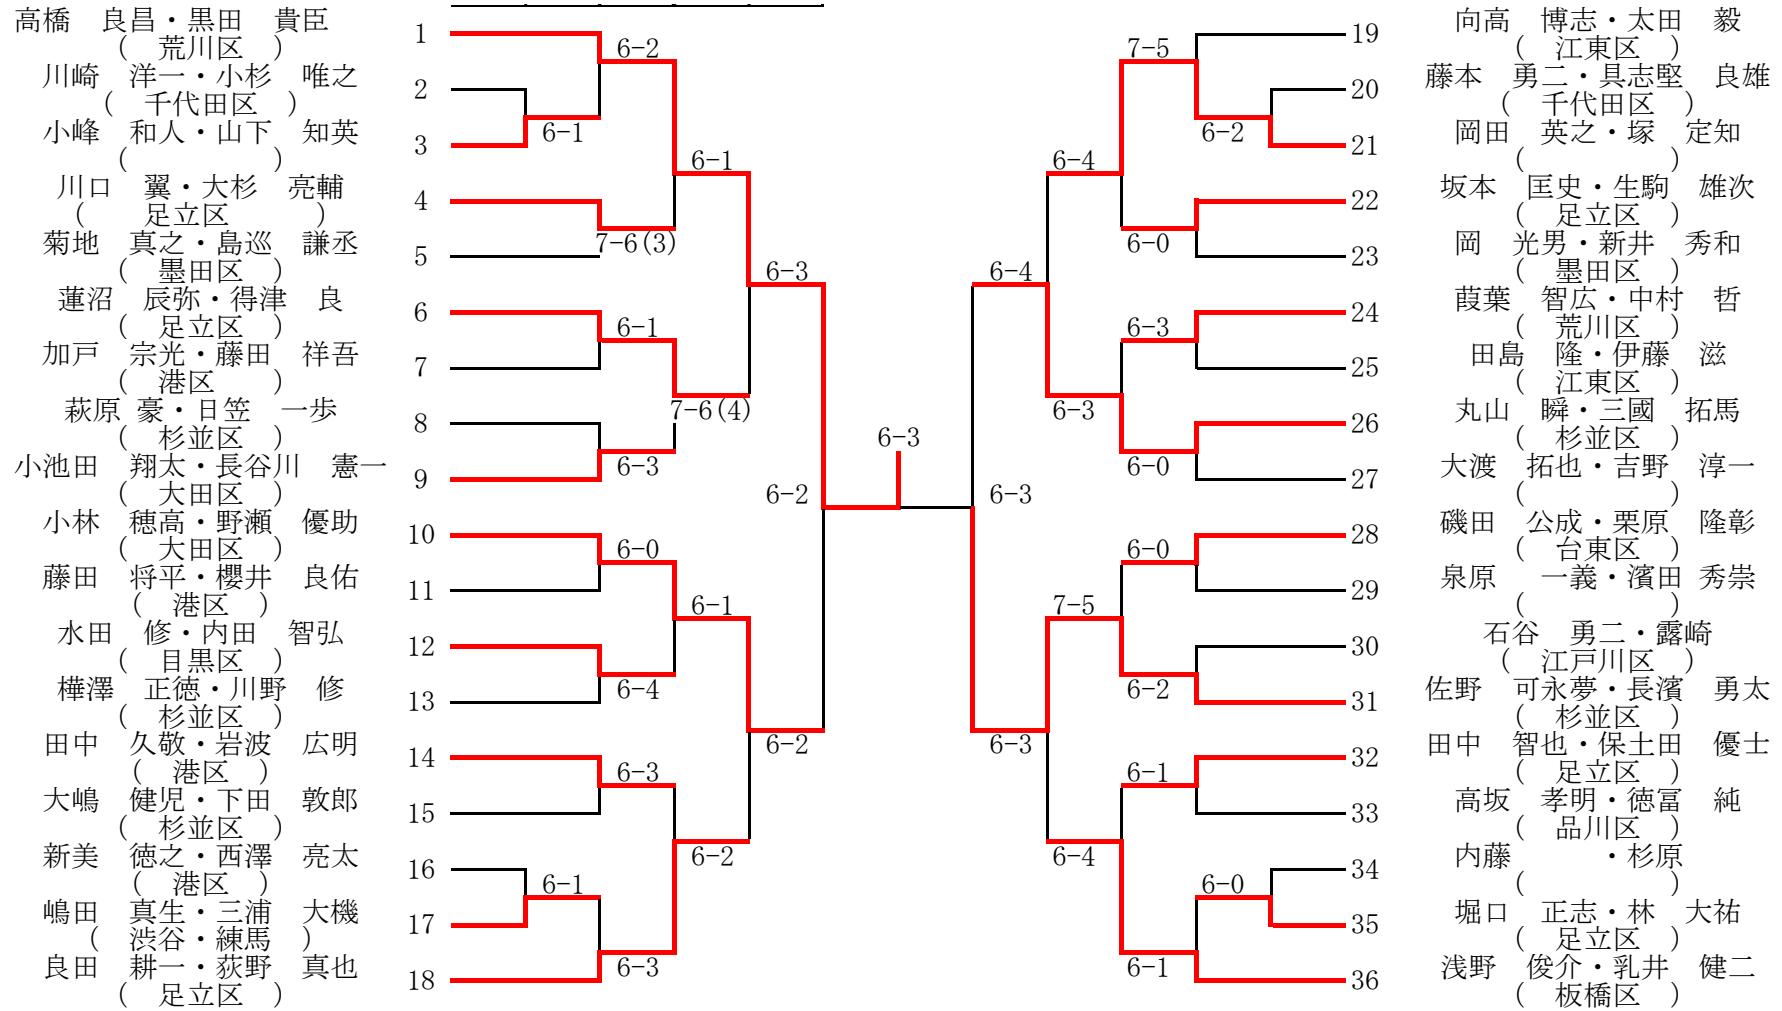 高橋　良昌・黒田　貴臣
(　荒川区　)
1
川崎　洋一・小杉　唯之
(　千代田区　)
2
小峰　和人・山下　知英
(　　　　　)
3
川口　翼・大杉　亮輔
(　足立区　　　)
4
菊地　真之・島巡　謙丞
(　墨田区　)
5
蓮沼　辰弥・得津　良
(　足立区　)
6
加戸　宗光・藤田　祥吾
(　港区　　)
7
萩原 豪・日笠　一歩
(　杉並区　)
8
小池田　翔太・長谷川　憲一
(　大田区　)
9
小林　穂高・野瀬　優助
(　大田区　)
10
藤田　将平・櫻井　良佑
(　港区　)
11
水田　修・内田　智弘
(　目黒区　)
12
樺澤　正徳・川野　修
(　杉並区　)
13
田中　久敬・岩波　広明
(　港区　)
14
大嶋　健児・下田　敦郎
(　杉並区　)
15
新美　徳之・西澤　亮太
(　港区　)
16
嶋田　真生・三浦　大機
(　渋谷・練馬　)
17
良田　耕一・荻野　真也
(　足立区　)
18
6-2
6-1
7-6(3)
6-1
6-3
6-0
6-4
6-3
6-1
6-3
6-1
7-6(4)
6-1
6-2
6-3
6-2
6-2
6-3
6-3
6-4
6-3
6-4
6-3
7-5
6-4
7-5
6-2
6-0
6-3
6-0
6-0
6-2
6-1
6-0
6-1
19
向高　博志・太田　毅
(　江東区　)
20
藤本　勇二・具志堅　良雄
(　千代田区　)
21
岡田　英之・塚　定知
(　　　　　)
22
坂本　匡史・生駒　雄次
(　足立区　)
23
岡　光男・新井　秀和
(　墨田区　)
24
葭葉　智広・中村　哲
(　荒川区　)
25
田島　隆・伊藤　滋
(　江東区　)
26
丸山　瞬・三國　拓馬
(　杉並区　)
27
大渡　拓也・吉野　淳一
(　　　　　)
28
磯田　公成・栗原　隆彰
(　台東区　)
29
泉原　一義・濱田 秀崇
(　　　　　)
30
石谷　勇二・露崎
(　江戸川区　)
31
佐野　可永夢・長濱　勇太
(　杉並区　)
32
田中　智也・保土田　優士
(　足立区　)
33
高坂　孝明・徳冨　純
(　品川区　)
34
内藤　　　・杉原
(　　　　　)
35
堀口　正志・林　大祐
(　足立区　)
36
浅野　俊介・乳井　健二
(　板橋区　)